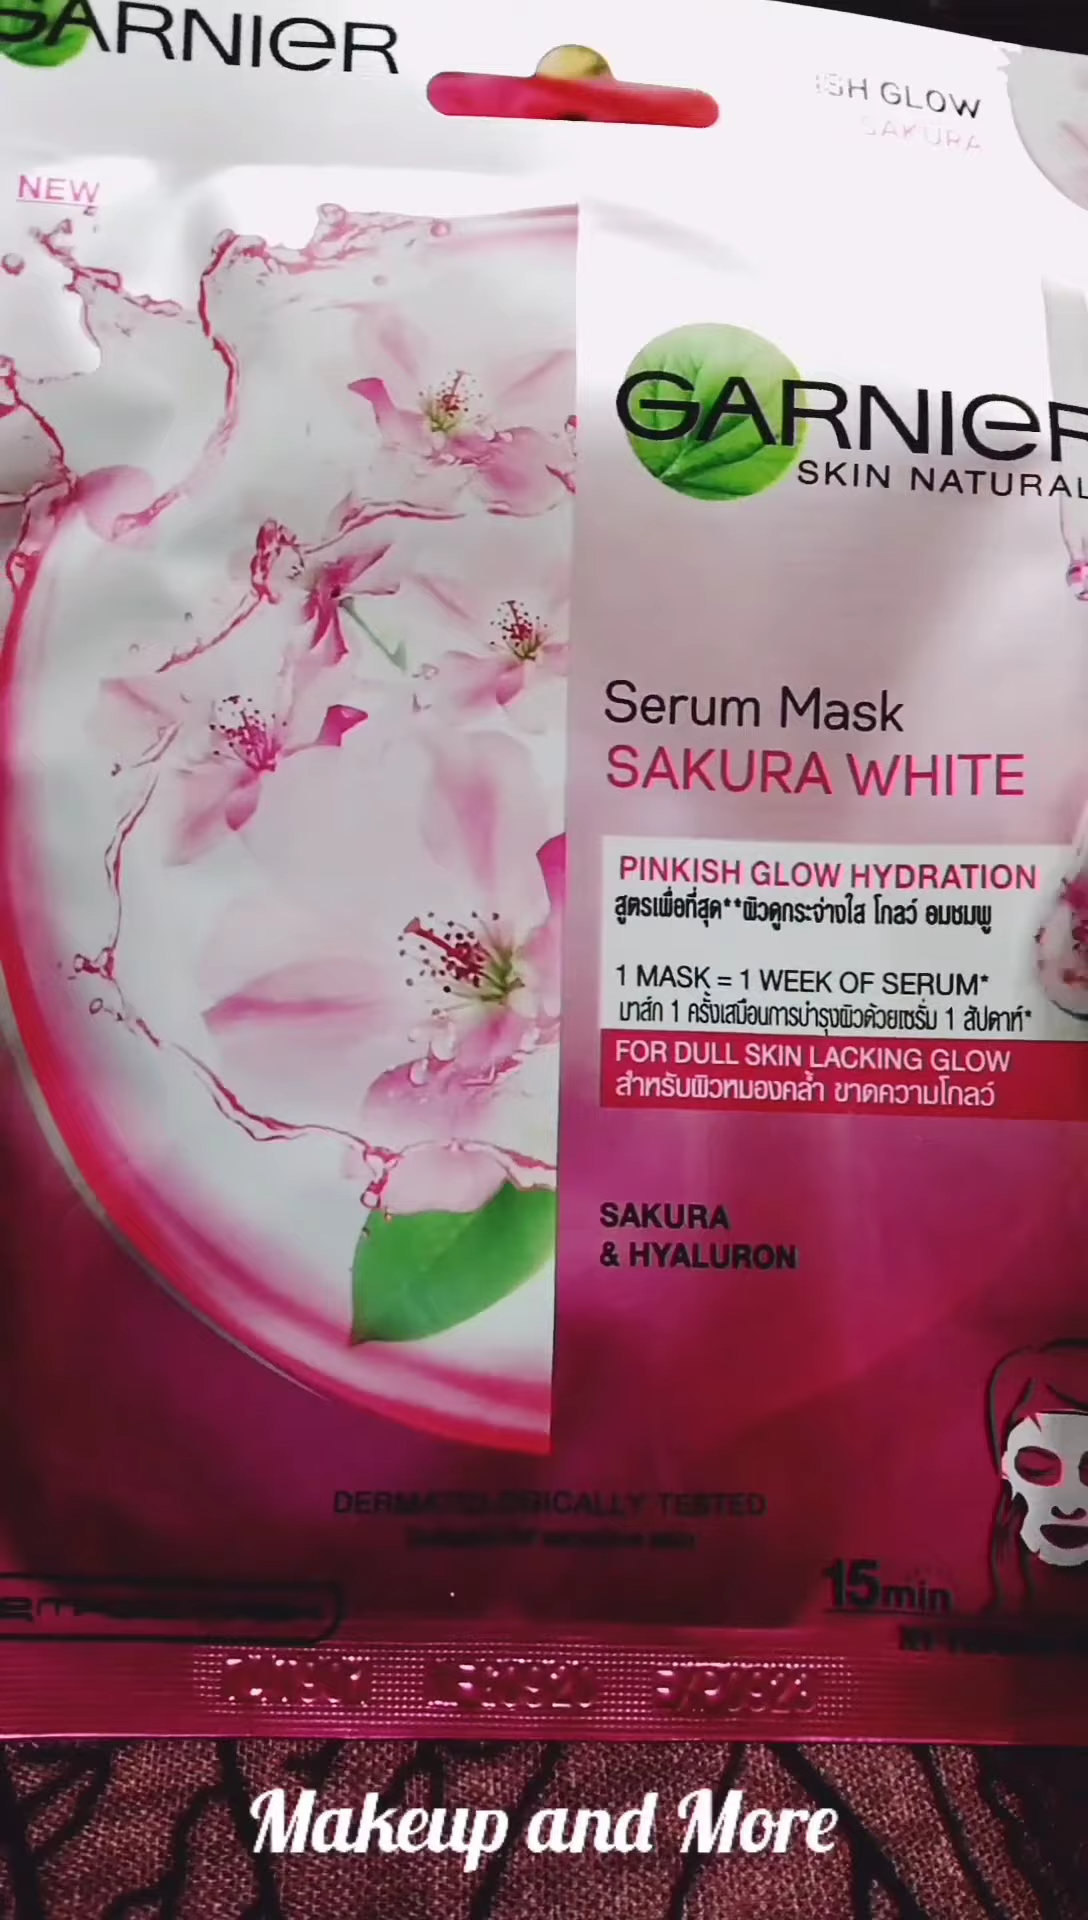 GARNIER
ISH GLOW
SAKURA
NEW
GARNIER
SKIN NATURAL
Serum Mask
SAKURA WHITE
PINKISH GLOW HYDRATION
สูตรเพื่อที่สุด**ผิวดูกระจ่างใส โกลว์ อมชมพู
1 MASK = 1 WEEK OF SERUM*
มาส์ก 1 ครั้งเสมือนการบำรุงผิวด้วยเซรั่ม 1 สัปดาห์*
FOR DULL SKIN LACKING GLOW
สำหรับผิวหมองคล้ำ ขาดความโกลว์
SAKURA
& HYALURON
DERMATOLOGICALLY TESTED
15min
EXP0923
Makeup and More